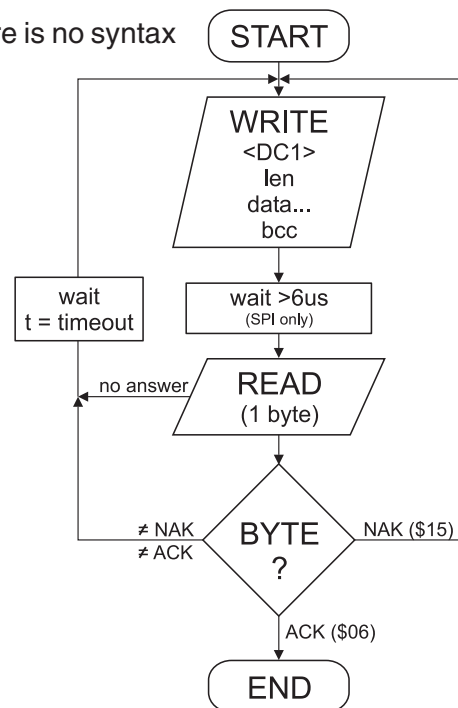 re is no syntax
START
WRITE
<DC1>
len
data...
bcc
wait
t = timeout
wait >6us
(SPI only)
no answer
READ
(1 byte)
≠ NAK
≠ ACK
BYTE
?
NAK ($15)
ACK ($06)
END